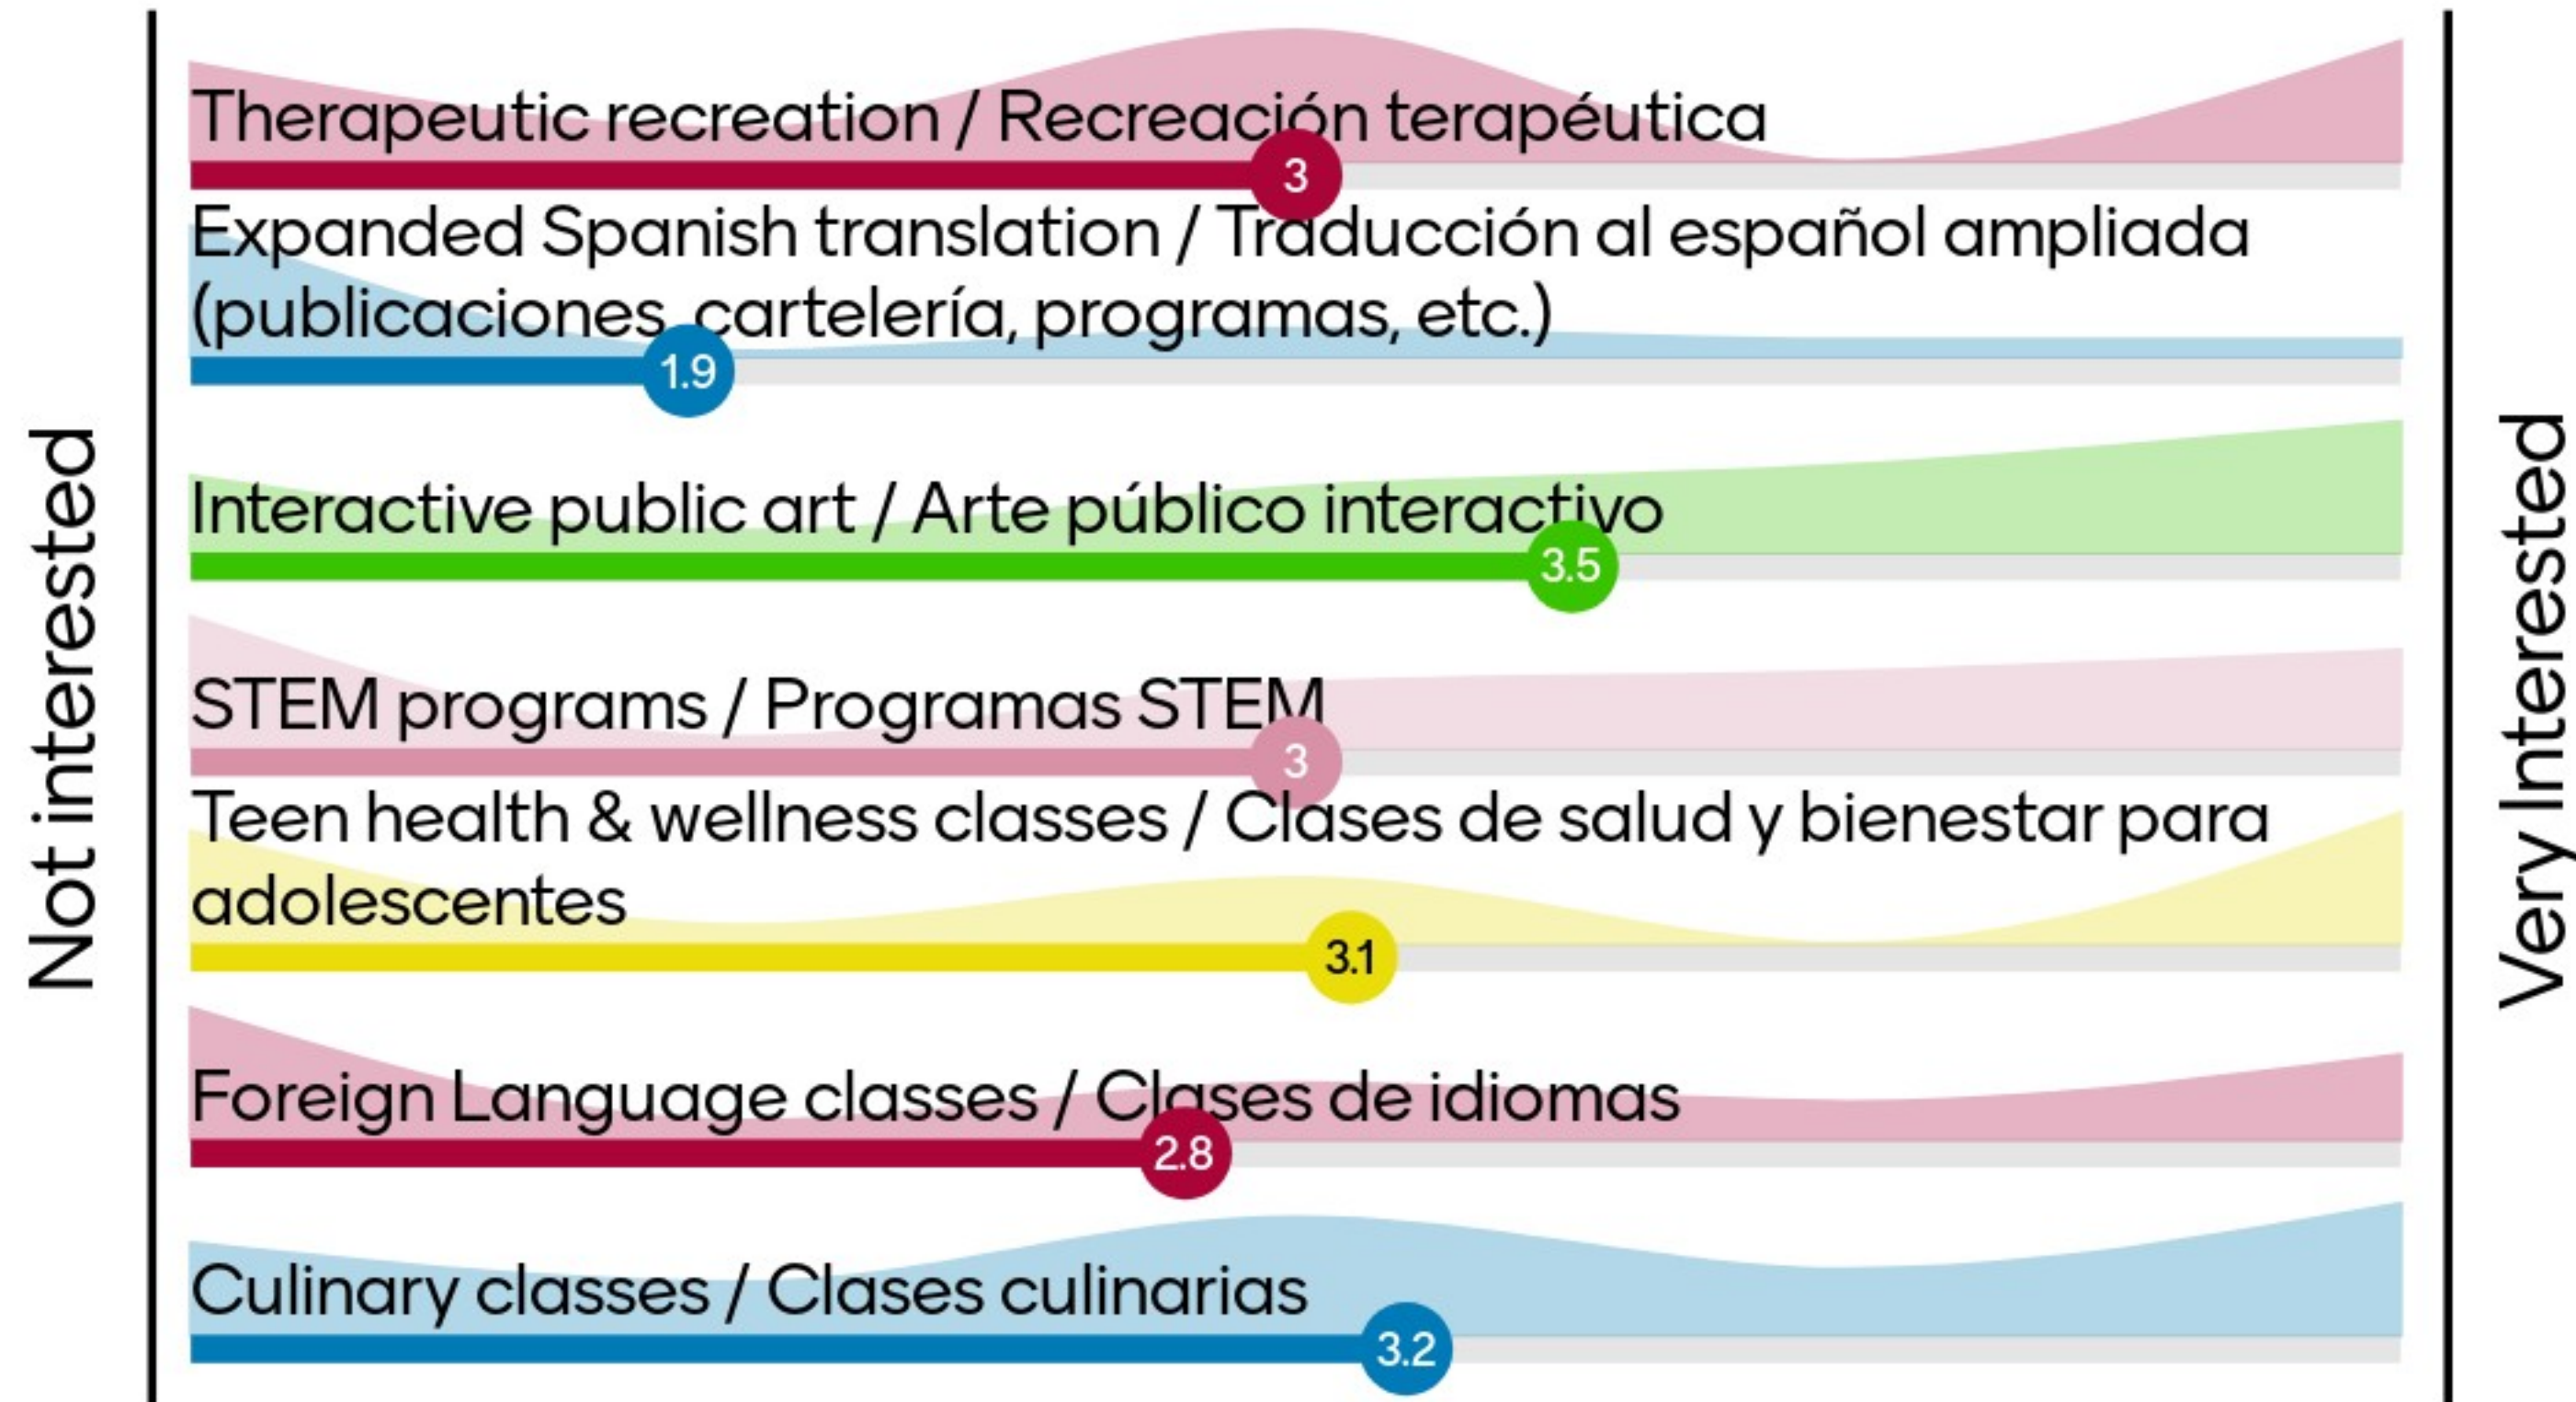 Not interested
Therapeutic recreation / Recreación terapéutica
3
Expanded Spanish translation / Traducción al español ampliada
(publicaciones, cartelería, programas, etc.)
1.9
Interactive public art / Arte público interactivo
3.5
STEM programs / Programas STEM
3
Teen health & wellness classes / Clases de salud y bienestar para
adolescentes
3.1
Foreign Language classes / Clases de idiomas
2.8
Culinary classes / Clases culinarias
3.2
Very Interested